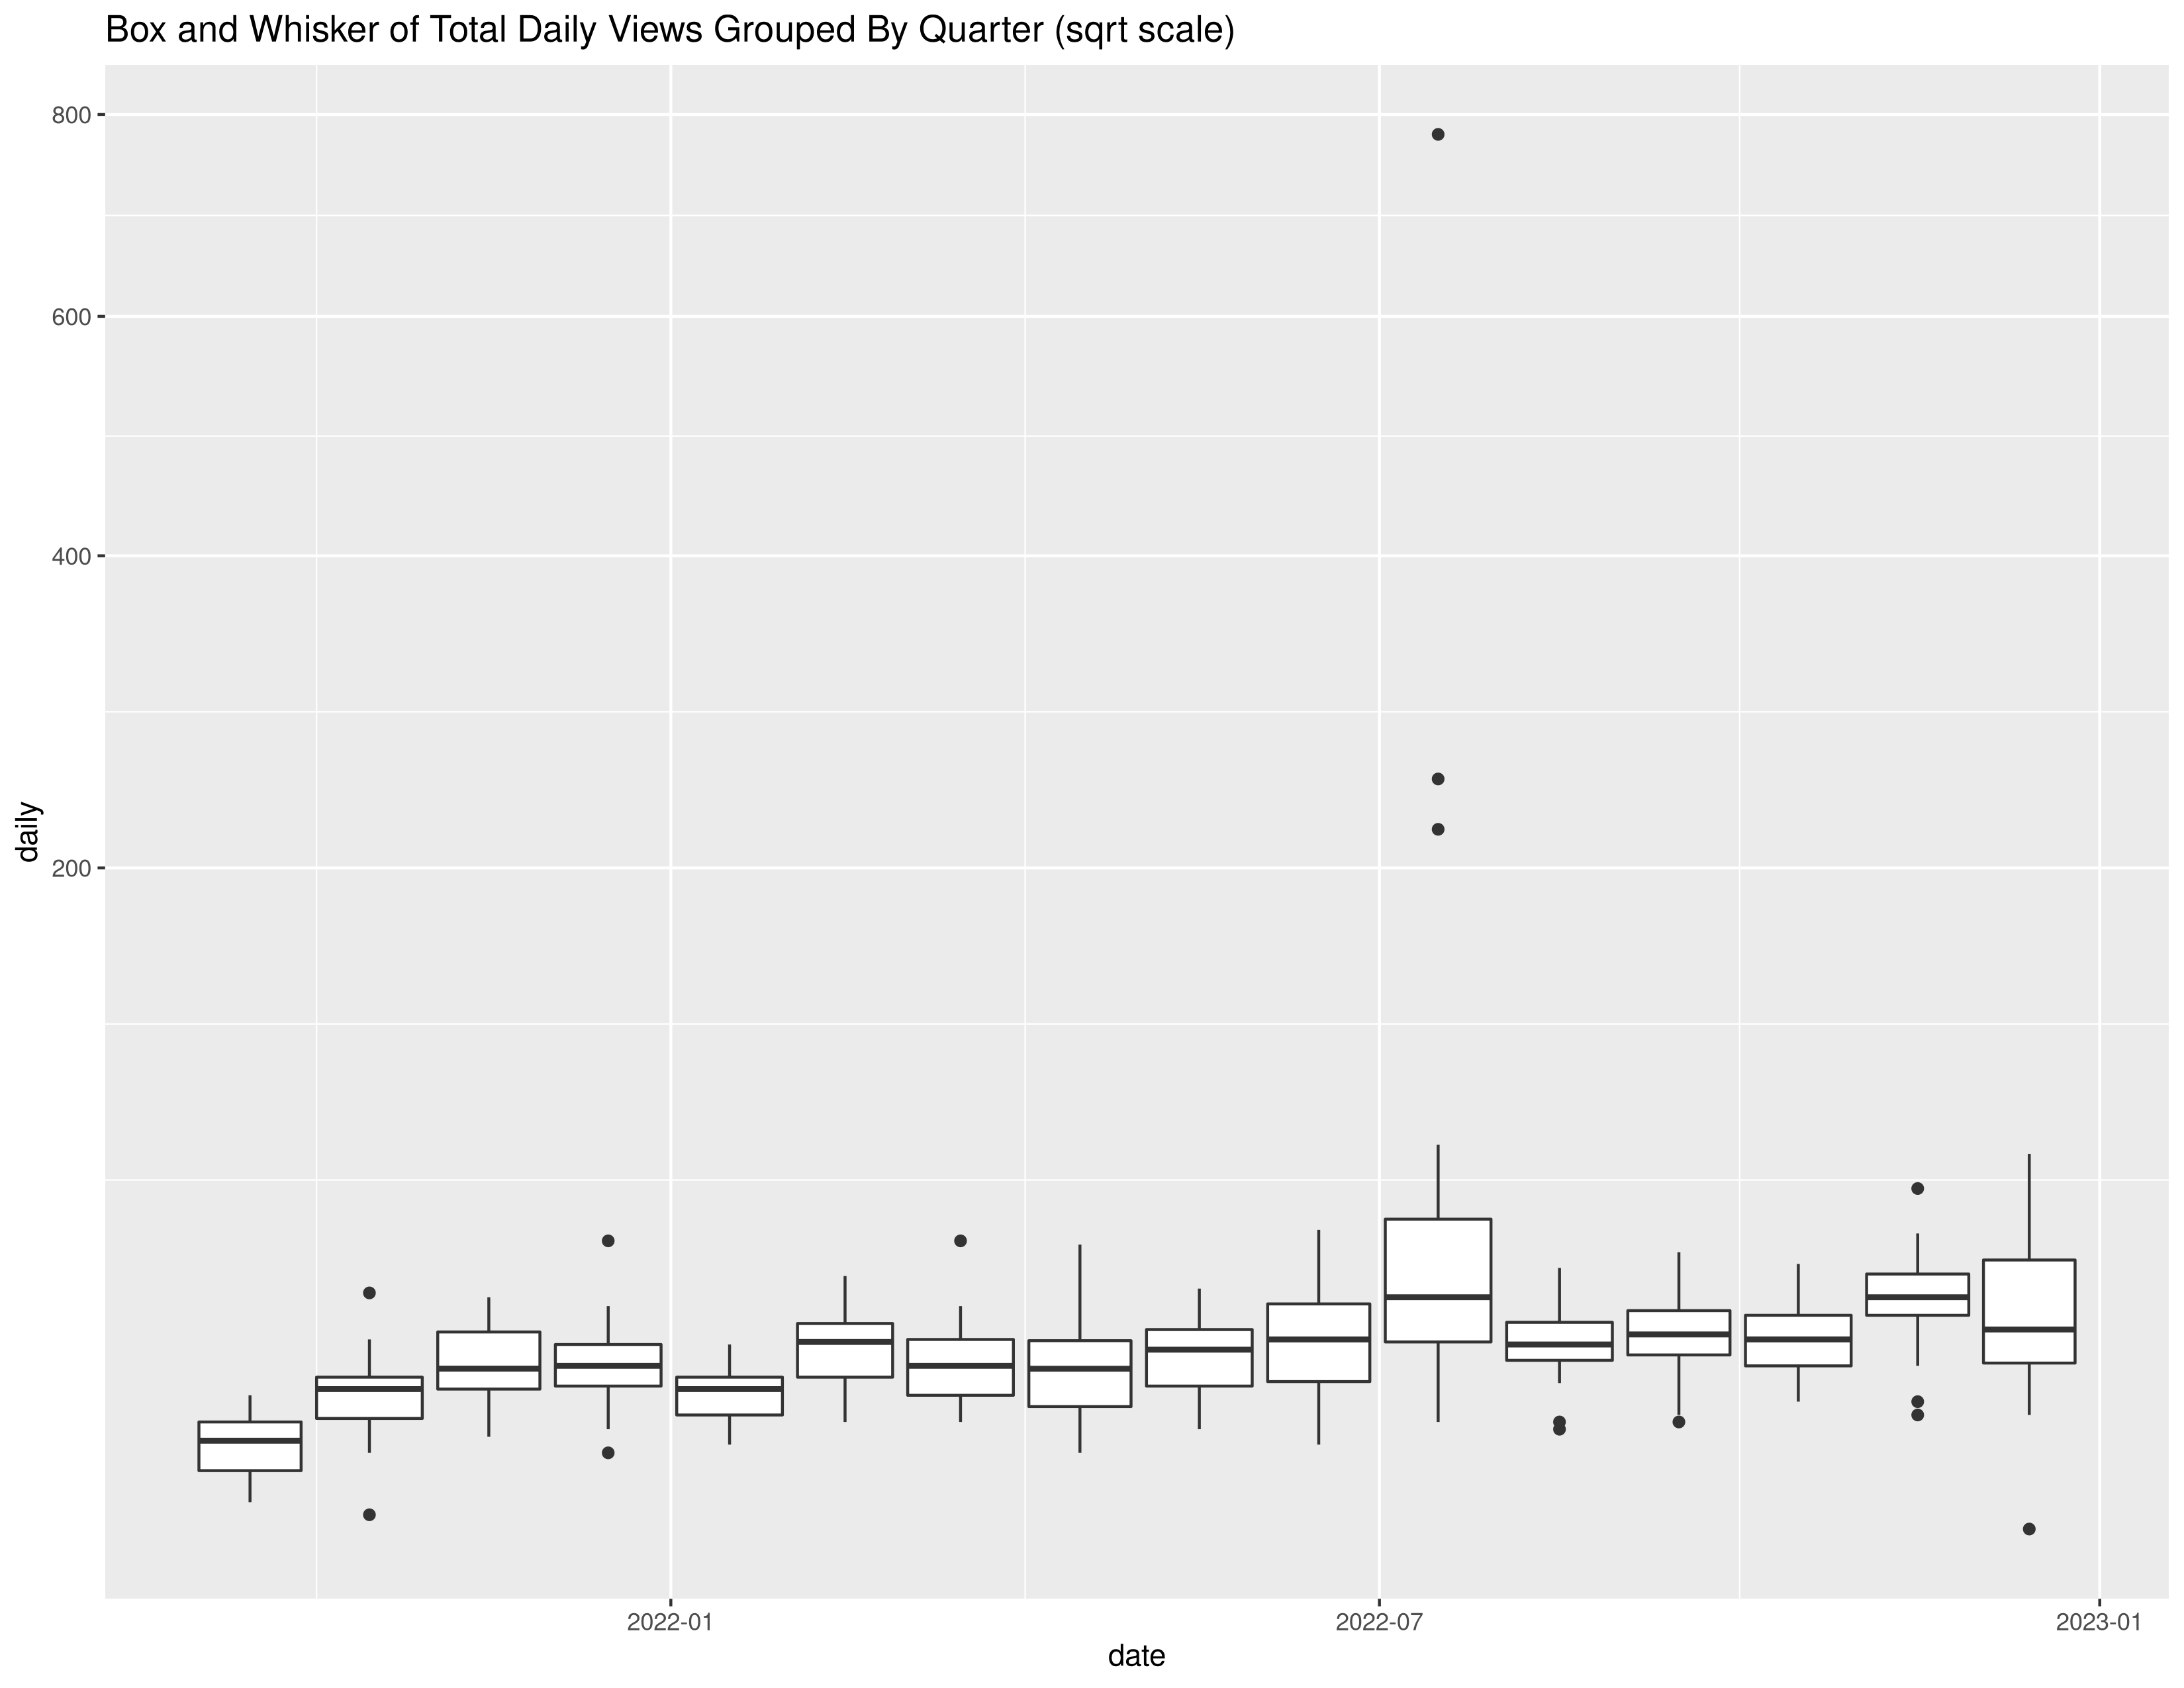 Box and Whisker of Total Daily Views Grouped By Quarter (sqrt scale)
800
600
400
200
daily
2022-01
2022-07
2023-01
date